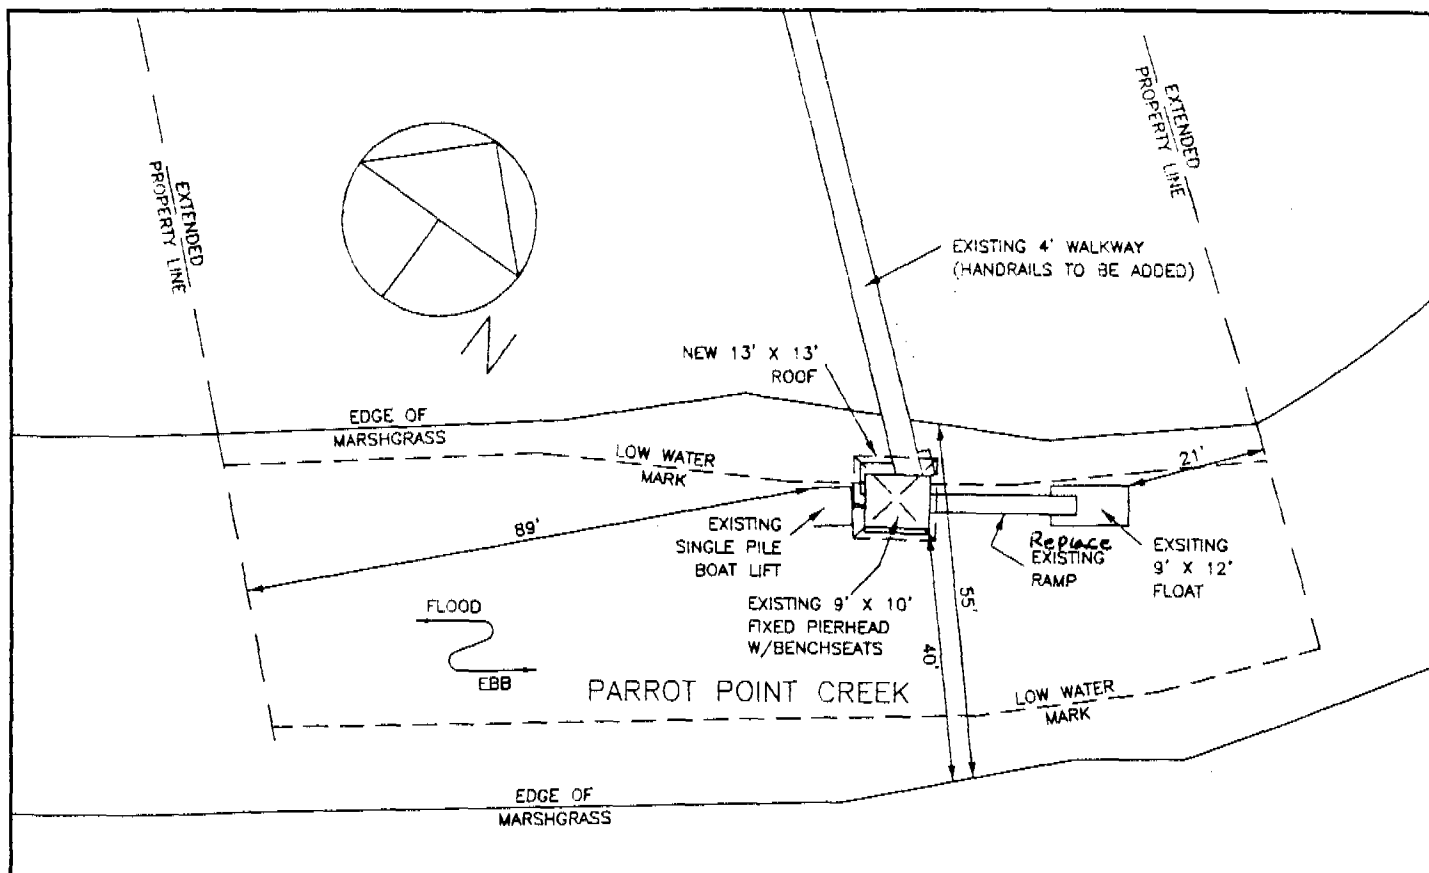 EXTENDED
PROPERTY LINE
EXTENDED
PROPERTY LINE
N
EXISTING 4' WALKWAY
(HANDRAILS TO BE ADDED)
NEW 13' X 13'
ROOF
EDGE OF
MARSHGRASS
LOW WATER
MARK
21'
89'
EXISTING
SINGLE PILE
BOAT LIFT
Replace
EXISTING
RAMP
EXSITING
9' X 12'
FLOAT
EXISTING 9' X 10'
FIXED PIERHEAD
W/BENCHSEATS
55'
40'
FLOOD
EBB
PARROT POINT CREEK
LOW WATER
MARK
EDGE OF
MARSHGRASS